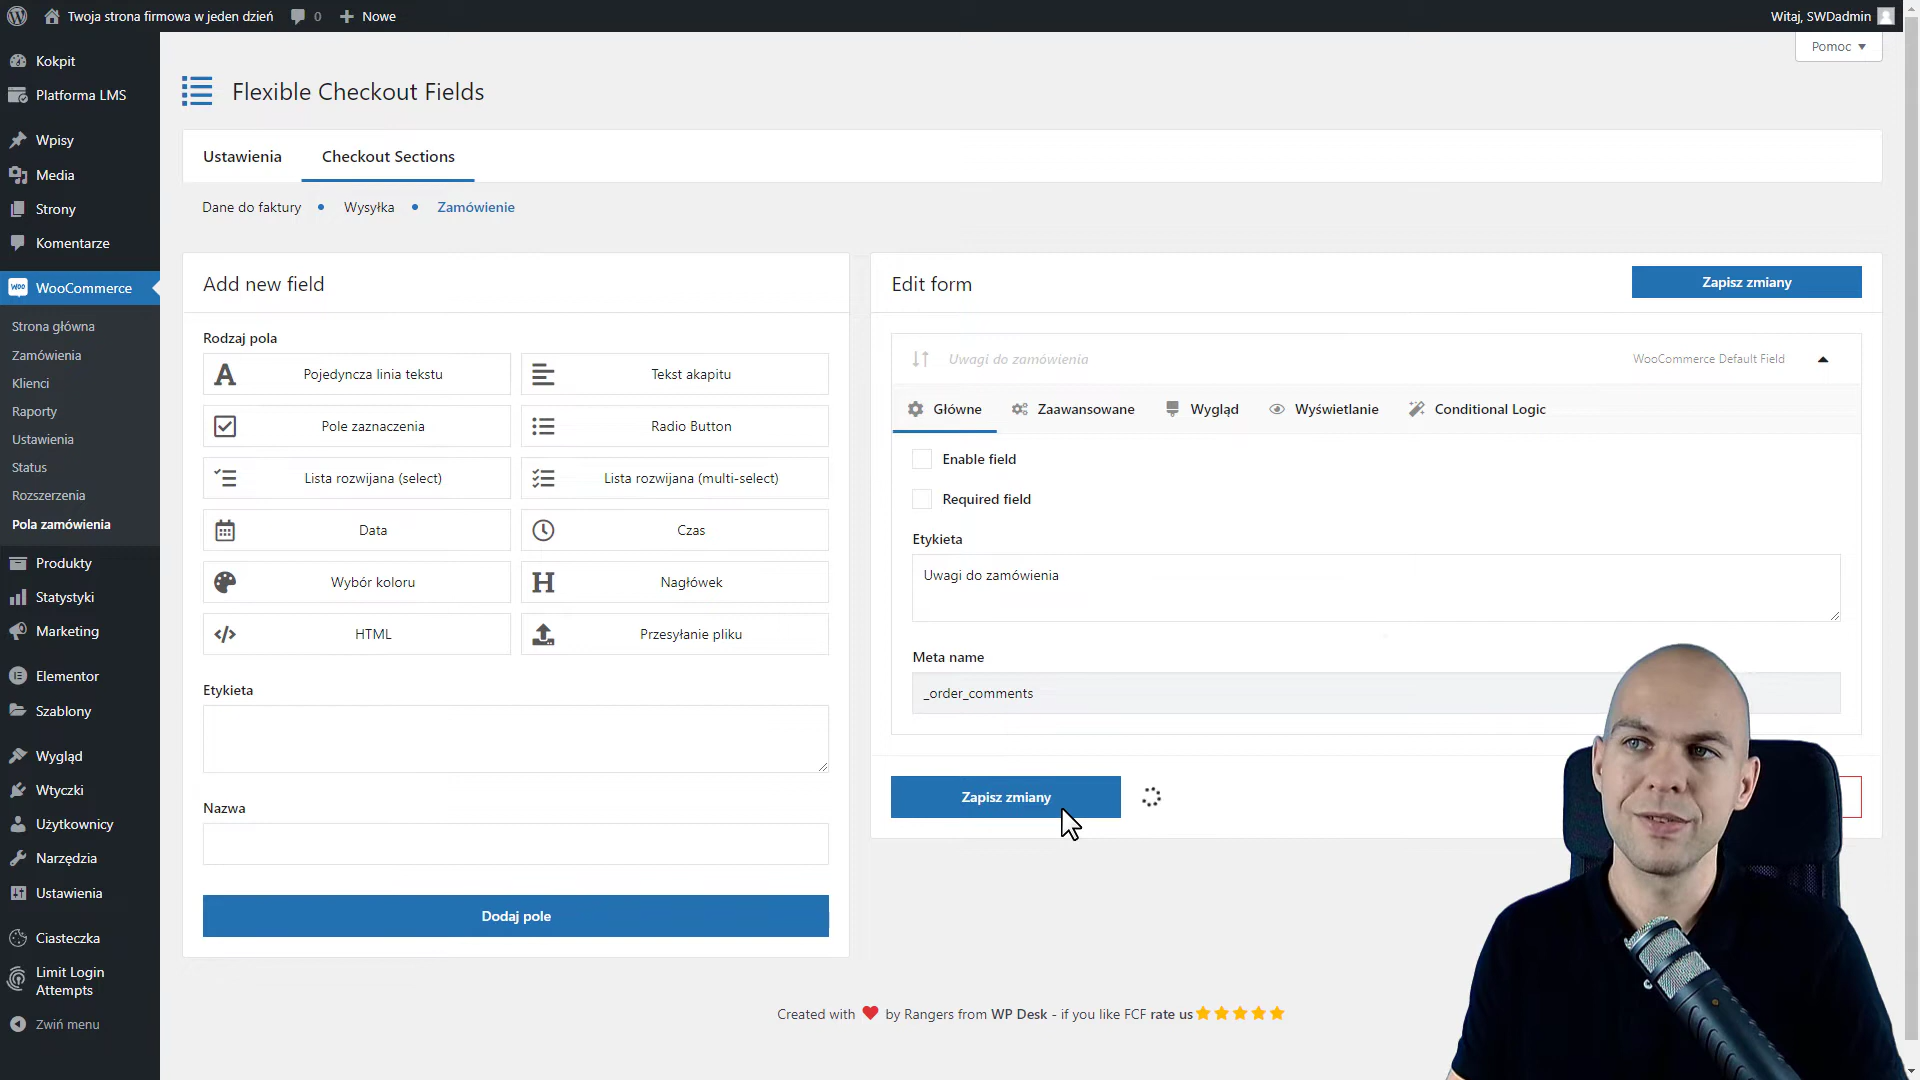 Twoja strona firmowa w jeden dzień
0
Nowe
Witaj, SWDadmin
Pomoc
Kokpit
Platforma LMS
Wpisy
Media
Strony
Komentarze
WooCommerce
Strona główna
Zamówienia
Klienci
Raporty
Ustawienia
Status
Rozszerzenia
Pola zamówienia
Produkty
Statystyki
Marketing
Elementor
Szablony
Wygląd
Wtyczki
Użytkownicy
Narzędzia
Ustawienia
Ciasteczka
Limit Login
Attempts
Zwiń menu
Flexible Checkout Fields
Ustawienia
Checkout Sections
Dane do faktury
Wysyłka
Zamówienie
Add new field
Rodzaj pola
Pojedyncza linia tekstu
Tekst akapitu
Pole zaznaczenia
Radio Button
Lista rozwijana (select)
Lista rozwijana (multi-select)
Data
Czas
Wybór koloru
H Nagłówek
HTML
Przesyłanie pliku
Etykieta
Nazwa
Dodaj pole
Edit form
Zapisz zmiany
Uwagi do zamówienia
WooCommerce Default Field
Główne
Zaawansowane
Wygląd
Wyświetlanie
Conditional Logic
Enable field
Required field
Etykieta
Uwagi do zamówienia
Meta name
_order_comments
Zapisz zmiany
Created with ❤ by Rangers from WP Desk - if you like FCF rate us ★★★★★